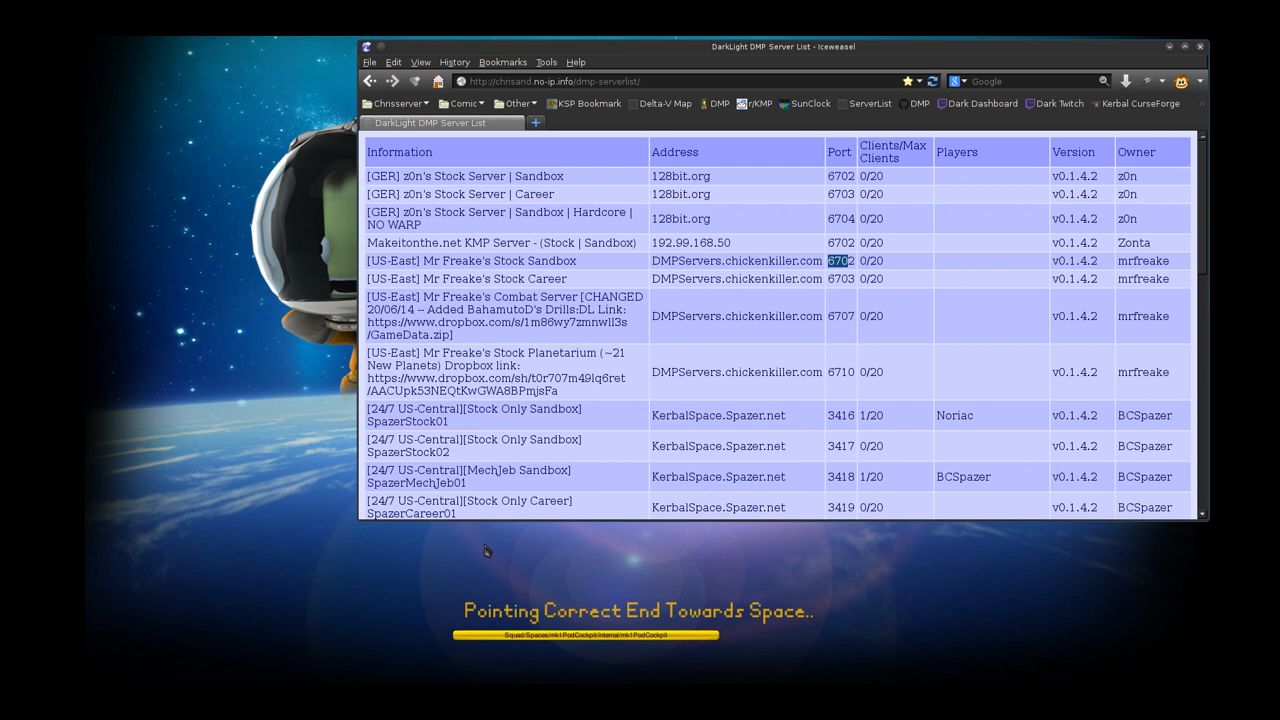 DarkLight DMP Server List - Iceweasel
File Edit View History Bookmarks Tools Help
http://chrisand.no-ip.info/dmp-serverlist/ Google
Chrisserver Comic Other KSP Bookmark Delta-V Map DMP r/KMP SunClock ServerList DMP Dark Dashboard Dark Twitch Kerbal CurseForge
DarkLight DMP Server List
Information Address Port Clients/Max Clients Players Version Owner
[GER] z0n's Stock Server | Sandbox 128bit.org 6702 0/20 v0.1.4.2 z0n
[GER] z0n's Stock Server | Career 128bit.org 6703 0/20 v0.1.4.2 z0n
[GER] z0n's Stock Server | Sandbox | Hardcore |
NO WARP 128bit.org 6704 0/20 v0.1.4.2 z0n
Makeitonthe.net KMP Server - (Stock | Sandbox) 192.99.168.50 6702 0/20 v0.1.4.2 Zonta
[US-East] Mr Freake's Stock Sandbox DMPServers.chickenkiller.com 6702 0/20 v0.1.4.2 mrfreake
[US-East] Mr Freake's Stock Career DMPServers.chickenkiller.com 6703 0/20 v0.1.4.2 mrfreake
[US-East] Mr Freake's Combat Server [CHANGED
20/06/14 -- Added BahamutoD's Drills:DL Link:
https://www.dropbox.com/s/1m86wy7zmnwll3s
/GameData.zip] DMPServers.chickenkiller.com 6707 0/20 v0.1.4.2 mrfreake
[US-East] Mr Freake's Stock Planetarium (~21
New Planets) Dropbox link:
https://www.dropbox.com/sh/t0r707m49lq6ret
/AACUpk53NEQtKwGWA8BPmjsFa DMPServers.chickenkiller.com 6710 0/20 v0.1.4.2 mrfreake
[24/7 US-Central][Stock Only Sandbox]
SpazerStock01 KerbalSpace.Spazer.net 3416 1/20 Noriac v0.1.4.2 BCSpazer
[24/7 US-Central][Stock Only Sandbox]
SpazerStock02 KerbalSpace.Spazer.net 3417 0/20 v0.1.4.2 BCSpazer
[24/7 US-Central][MechJeb Sandbox]
SpazerMechJeb01 KerbalSpace.Spazer.net 3418 1/20 BCSpazer v0.1.4.2 BCSpazer
[24/7 US-Central][Stock Only Career]
SpazerCareer01 KerbalSpace.Spazer.net 3419 0/20 v0.1.4.2 BCSpazer
Pointing Correct End Towards Space..
Squad/Spaces/mk1PodCockpit/internal/mk1PodCockpit